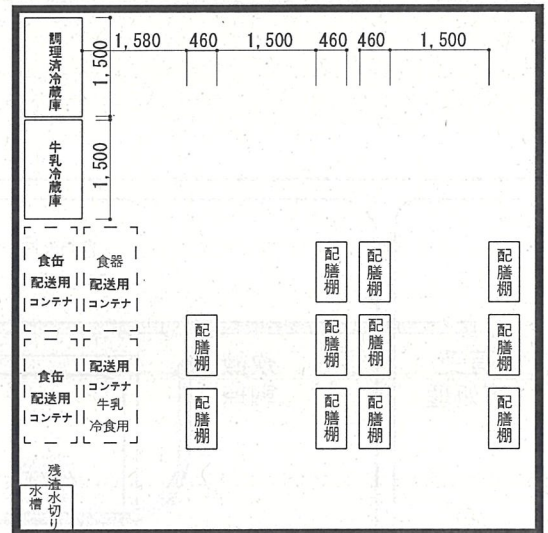 調理済冷蔵庫
1,500
1,580
460
1,500
460
460
1,500
牛乳冷蔵庫
1,500
食缶
配送用
コンテナ
食器
配送用
コンテナ
配膳棚
配膳棚
配膳棚
配膳棚
配膳棚
配膳棚
配膳棚
食缶
配送用
コンテナ
配送用
コンテナ
牛乳
冷食用
配膳棚
配膳棚
配膳棚
配膳棚
残渣水切り
水槽